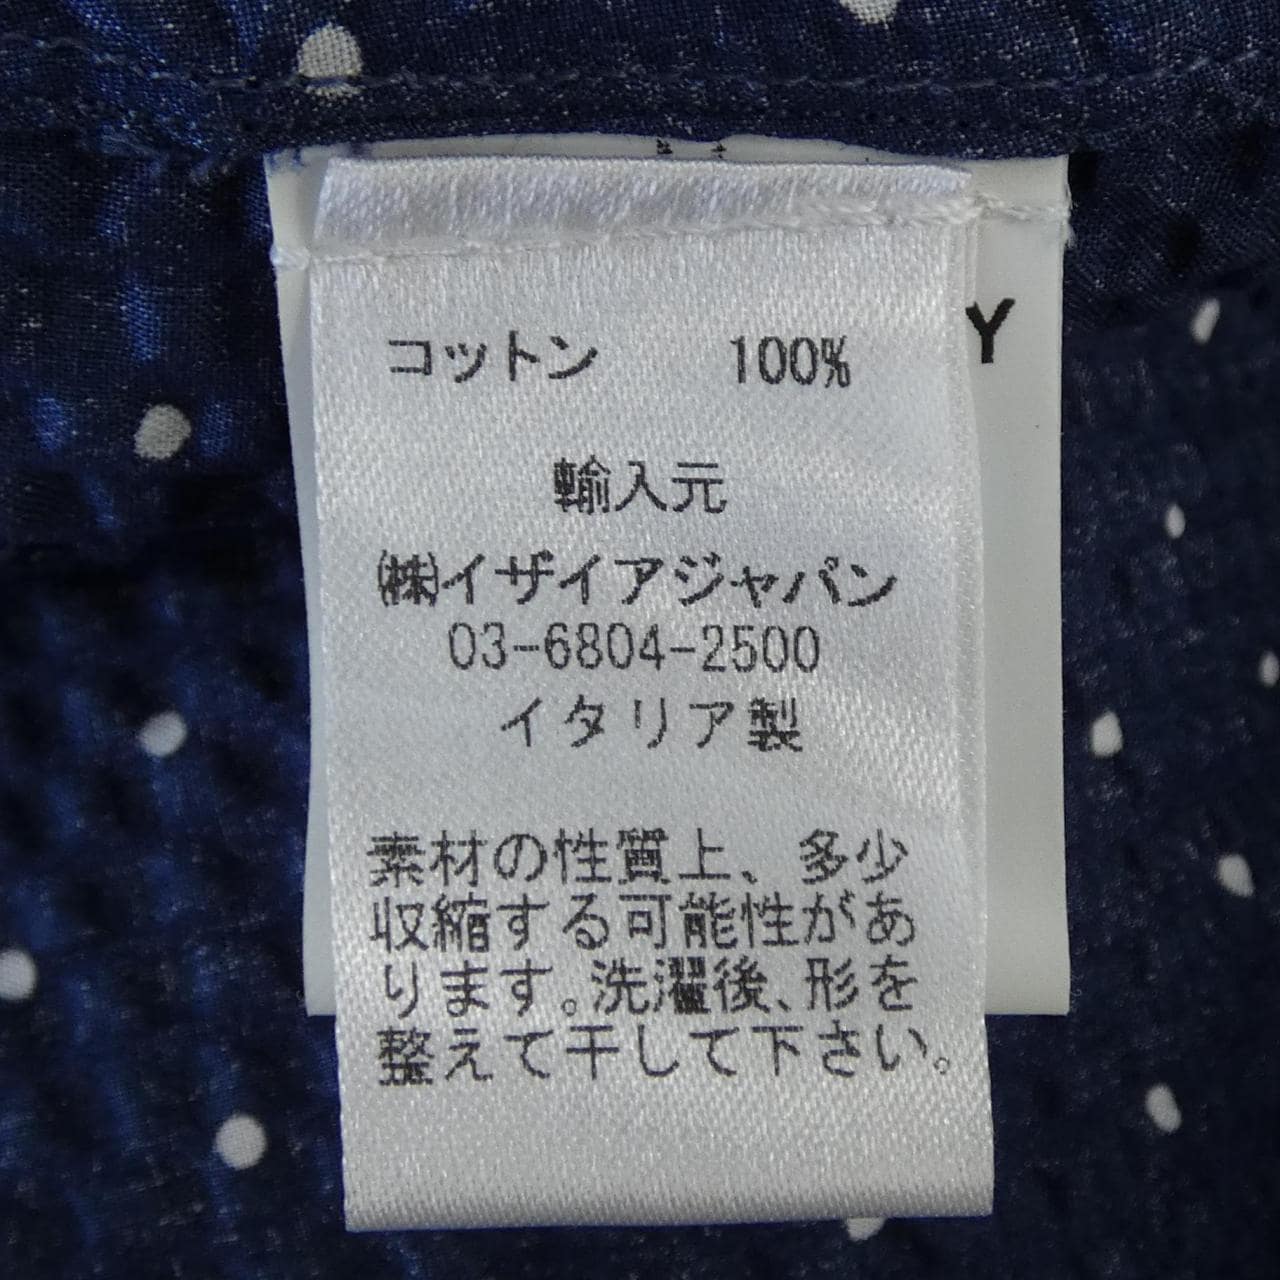 コットン 100%
Y
輸入元
㈱イザイアジャパン
03-6804-2500
イタリア製
素材の性質上、多少
収縮する可能性があ
ります。洗濯後、形を
整えて干して下さい。